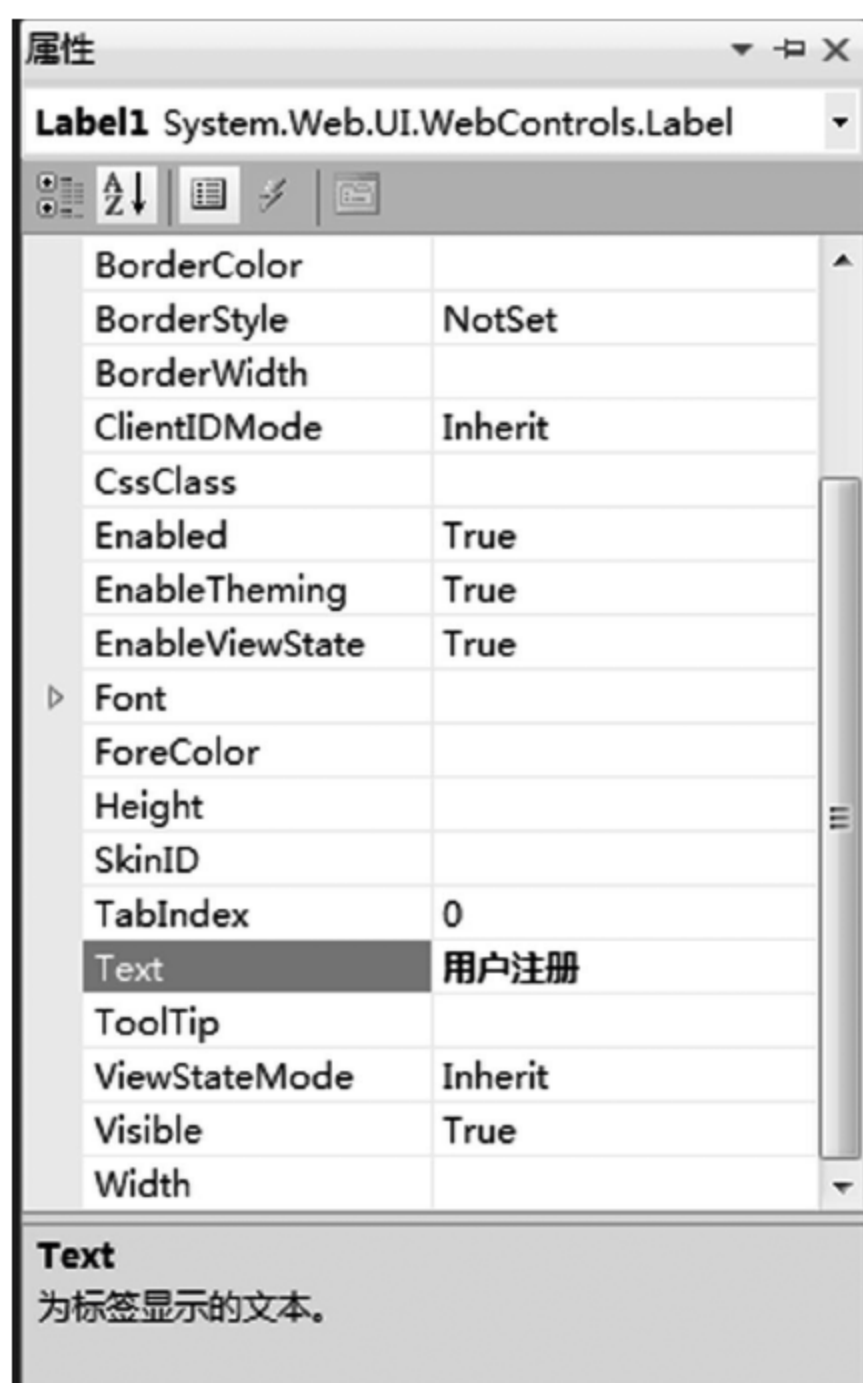 属性
Label1 System.Web.UI.WebControls.Label
BorderColor
BorderStyle NotSet
BorderWidth
ClientIDMode Inherit
CssClass
Enabled True
EnableTheming True
EnableViewState True
Font
ForeColor
Height
SkinID
TabIndex 0
Text 用户注册
ToolTip
ViewStateMode Inherit
Visible True
Width
Text
为标签显示的文本。